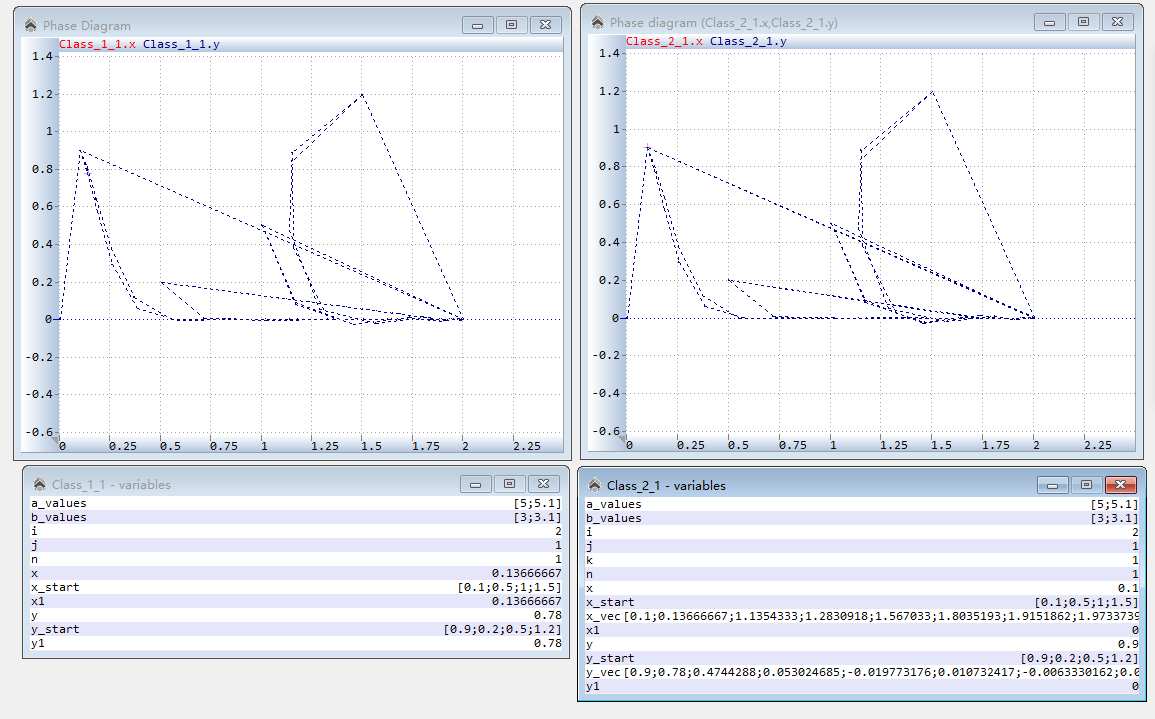 Phase Diagram
Class_1_1.x Class_1_1.y
1.4
1.2
1
0.8
0.6
0.4
0.2
0
-0.2
-0.4
-0.6
0 0.25 0.5 0.75 1 1.25 1.5 1.75 2 2.25
Phase diagram (Class_2_1.x,Class_2_1.y)
Class_2_1.x Class_2_1.y
1.4
1.2
1
0.8
0.6
0.4
0.2
0
-0.2
-0.4
-0.6
0 0.25 0.5 0.75 1 1.25 1.5 1.75 2 2.25
Class_1_1 - variables
a_values [5;5.1]
b_values [3;3.1]
i 2
j 1
n 1
x 0.13666667
x_start [0.1;0.5;1;1.5]
x1 0.13666667
y 0.78
y_start [0.9;0.2;0.5;1.2]
y1 0.78
Class_2_1 - variables
a_values [5;5.1]
b_values [3;3.1]
i 2
j 1
k 1
n 1
x 0.1
x_start [0.1;0.5;1;1.5]
x_vec [0.1;0.13666667;1.1354333;1.2830918;1.567033;1.8035193;1.9151862;1.9733739
x1 0
y 0.9
y_start [0.9;0.2;0.5;1.2]
y_vec [0.9;0.78;0.4744288;0.053024685;-0.019773176;0.010732417;-0.0063330162;0.0
y1 0